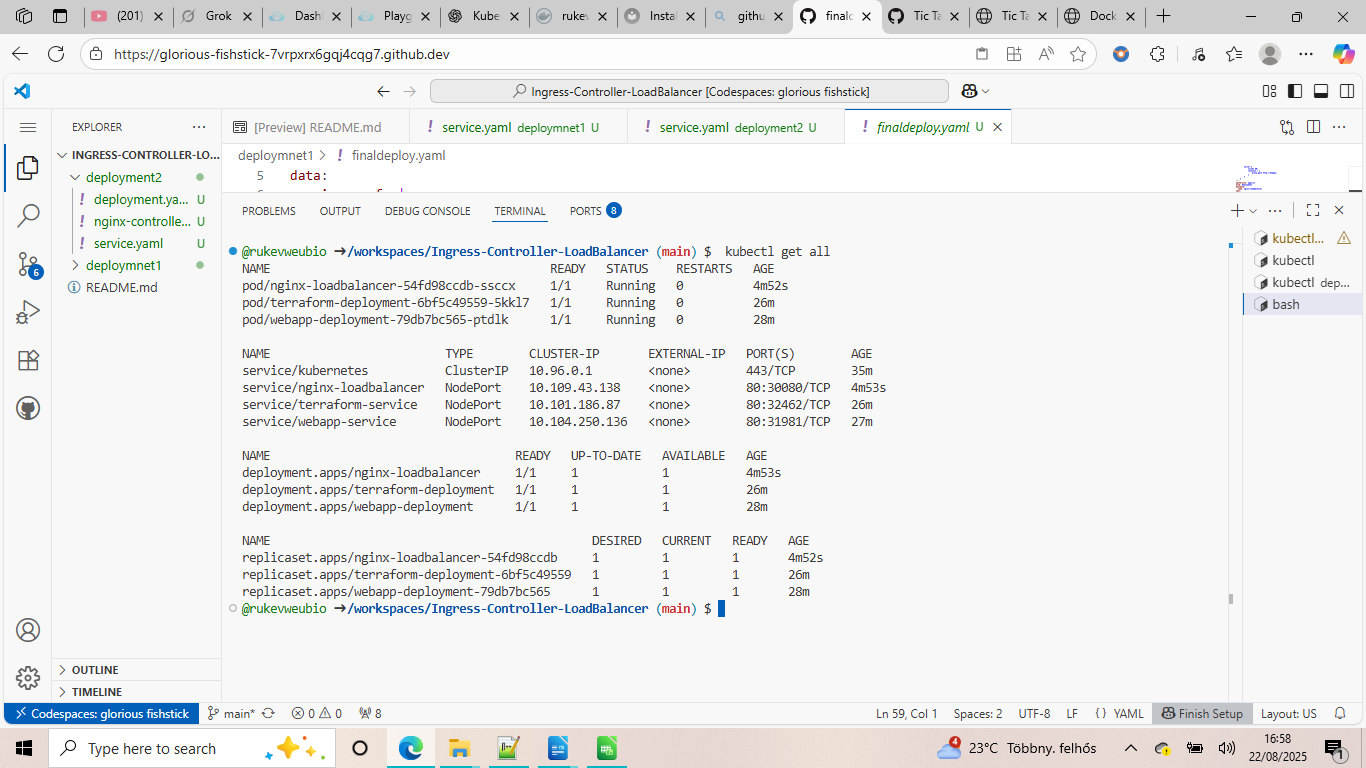 (201)
Grok
Dash
Playg
Kube
rukev
Instal
githu
finald
Tic Ta
Tic Ta
Dock
https://glorious-fishstick-7vrpxrx6gqj4cqg7.github.dev
Ingress-Controller-LoadBalancer [Codespaces: glorious fishstick]
EXPLORER
[Preview] README.md
service.yaml deploymnet1 U
service.yaml deployment2 U
finaldeploy.yaml U
INGRESS-CONTROLLER-LO...
deploymnet1 > finaldeploy.yaml
deployment2
5 data:
deployment.ya... U
nginx-controlle... U
service.yaml U
deploymnet1
README.md
6
PROBLEMS OUTPUT DEBUG CONSOLE TERMINAL PORTS 8
@rukevweubio ➜/workspaces/Ingress-Controller-LoadBalancer (main) $ kubectl get all
NAME READY STATUS RESTARTS AGE
pod/nginx-loadbalancer-54fd98ccdb-ssccx 1/1 Running 0 4m52s
pod/terraform-deployment-6bf5c49559-5kkl7 1/1 Running 0 26m
pod/webapp-deployment-79db7bc565-ptdlk 1/1 Running 0 28m
NAME TYPE CLUSTER-IP EXTERNAL-IP PORT(S) AGE
service/kubernetes ClusterIP 10.96.0.1 <none> 443/TCP 35m
service/nginx-loadbalancer NodePort 10.109.43.138 <none> 80:30080/TCP 4m53s
service/terraform-service NodePort 10.101.186.87 <none> 80:32462/TCP 26m
service/webapp-service NodePort 10.104.250.136 <none> 80:31981/TCP 27m
NAME READY UP-TO-DATE AVAILABLE AGE
deployment.apps/nginx-loadbalancer 1/1 1 1 4m53s
deployment.apps/terraform-deployment 1/1 1 1 26m
deployment.apps/webapp-deployment 1/1 1 1 28m
NAME DESIRED CURRENT READY AGE
replicaset.apps/nginx-loadbalancer-54fd98ccdb 1 1 1 4m52s
replicaset.apps/terraform-deployment-6bf5c49559 1 1 1 26m
replicaset.apps/webapp-deployment-79db7bc565 1 1 1 28m
@rukevweubio ➜/workspaces/Ingress-Controller-LoadBalancer (main) $
kubectl...
kubectl
kubectl dep...
bash
OUTLINE
TIMELINE
Codespaces: glorious fishstick main* 0 0 8 Ln 59, Col 1 Spaces: 2 UTF-8 LF {} YAML Finish Setup Layout: US
Type here to search
4
23°C Többny. felhős
16:58
22/08/2025
1